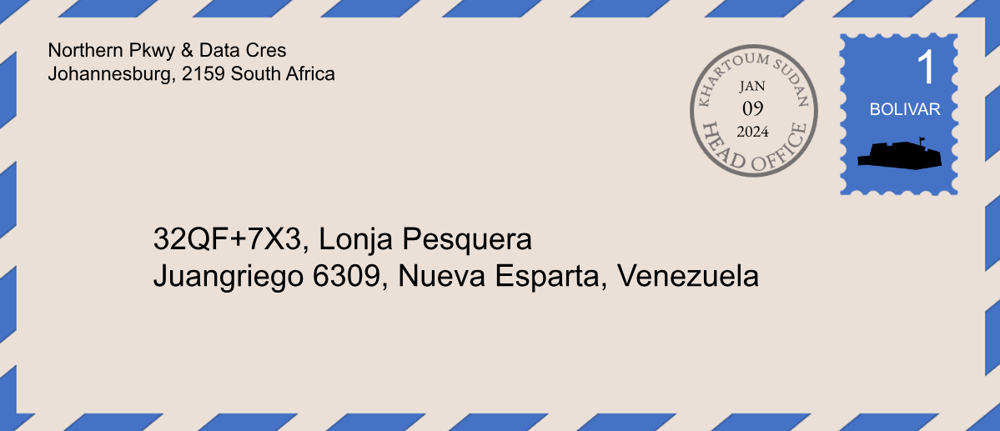 Northern Pkwy & Data Cres
Johannesburg, 2159 South Africa
KHARTOUM SUDAN
JAN
09
2024
HEAD OFFICE
1
BOLIVAR
32QF+7X3, Lonja Pesquera
Juangriego 6309, Nueva Esparta, Venezuela